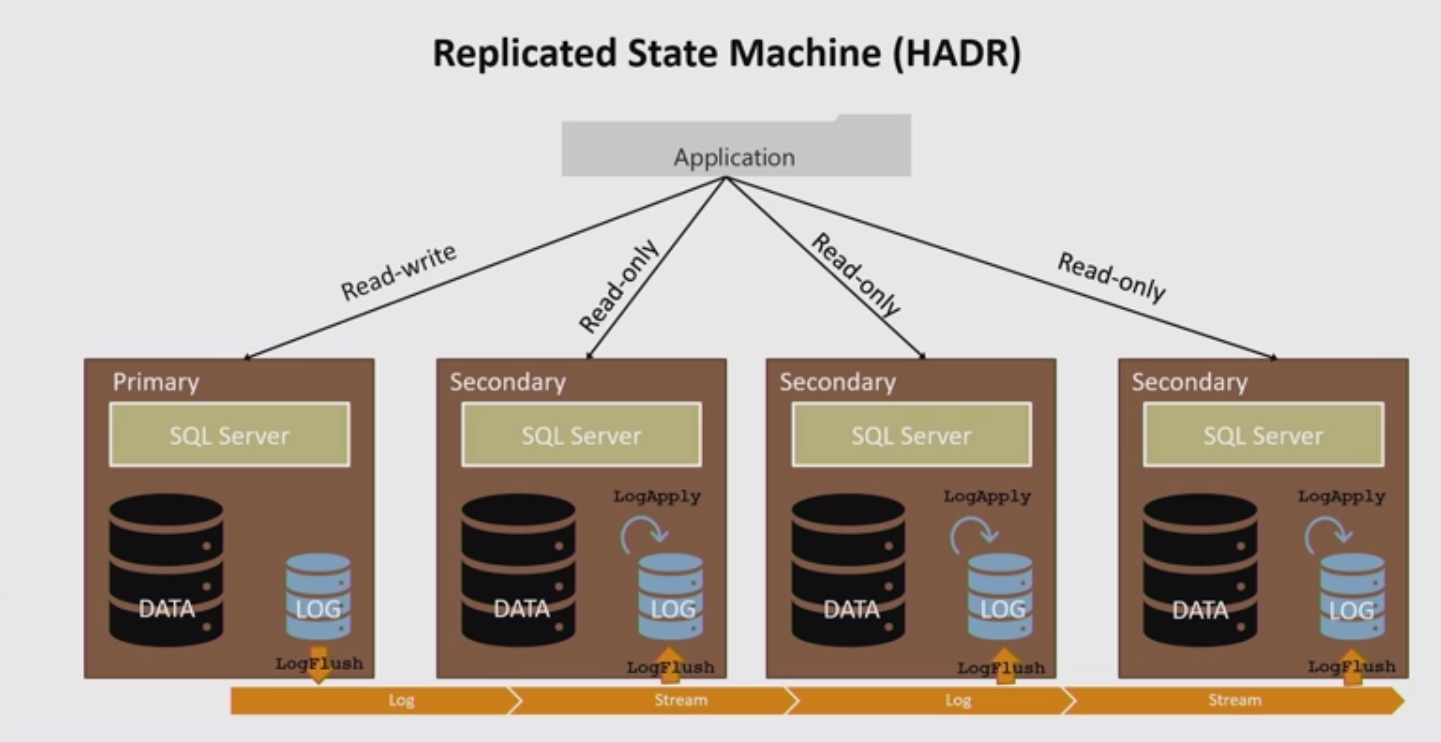 Replicated State Machine (HADR)
Application
Read-write
Read-only
Read-only
Read-only
Primary
SQL Server
DATA
LOG
LogFlush
Secondary
SQL Server
LogApply
DATA
LOG
LogFlush
Secondary
SQL Server
LogApply
DATA
LOG
LogFlush
Secondary
SQL Server
LogApply
DATA
LOG
LogFlush
Log
Stream
Log
Stream